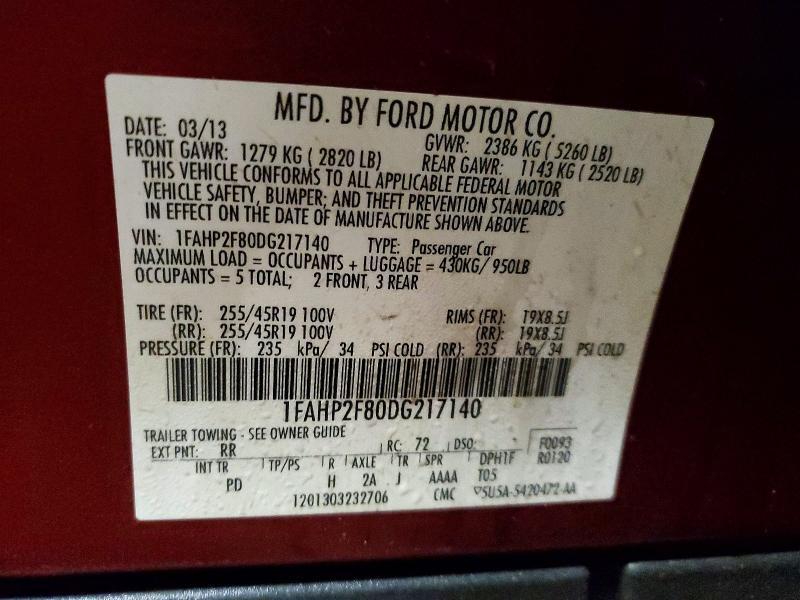 MFD. BY FORD MOTOR CO.
DATE: 03/13 GVWR: 2386 KG ( 5260 LB)
FRONT GAWR: 1279 KG ( 2820 LB) REAR GAWR: 1143 KG ( 2520 LB)
THIS VEHICLE CONFORMS TO ALL APPLICABLE FEDERAL MOTOR
VEHICLE SAFETY, BUMPER, AND THEFT PREVENTION STANDARDS
IN EFFECT ON THE DATE OF MANUFACTURE SHOWN ABOVE.
VIN: 1FAHP2F80DG217140 TYPE: Passenger Car
MAXIMUM LOAD = OCCUPANTS + LUGGAGE = 430KG/ 950LB
OCCUPANTS = 5 TOTAL; 2 FRONT, 3 REAR
TIRE (FR): 255/45R19 100V RIMS (FR): 19X8.5J
(RR): 255/45R19 100V (RR): 19X8.5J
PRESSURE (FR): 235 kPa/ 34 PSI COLD (RR): 235 kPa/ 34 PSI COLD
1FAHP2F80DG217140
TRAILER TOWING - SEE OWNER GUIDE
EXT PNT: RR RC: 72 DSO: F0093
R0120
INT TR TP/PS R AXLE TR SPR DPH1F
PD H 2A J AAAA T05
1201303232706 CMC 5U5A-5420472-AA